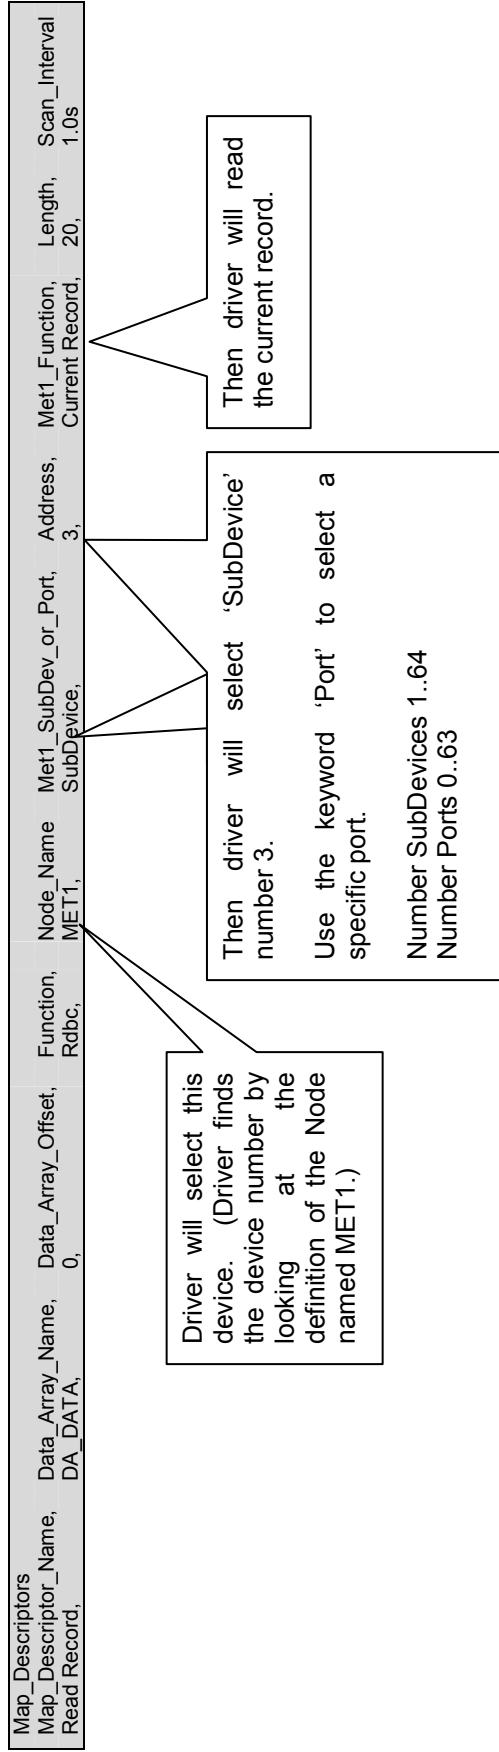 Map_Descriptors
Map_Descriptor_Name, Data_Array_Name, Data_Array_Offset, Function, Node_Name Met1_SubDev_or_Port, Address, Met1_Function, Length, Scan_Interval
Read Record, DA_DATA, 0, Rdbc, MET1, SubDevice, 3, Current Record, 20, 1.0s
Driver will select this
device. (Driver finds
the device number by
looking at the
definition of the Node
named MET1.)
Then driver will select ‘SubDevice’
number 3.
Use the keyword ‘Port’ to select a
specific port.
Number SubDevices 1..64
Number Ports 0..63
Then driver will read
the current record.